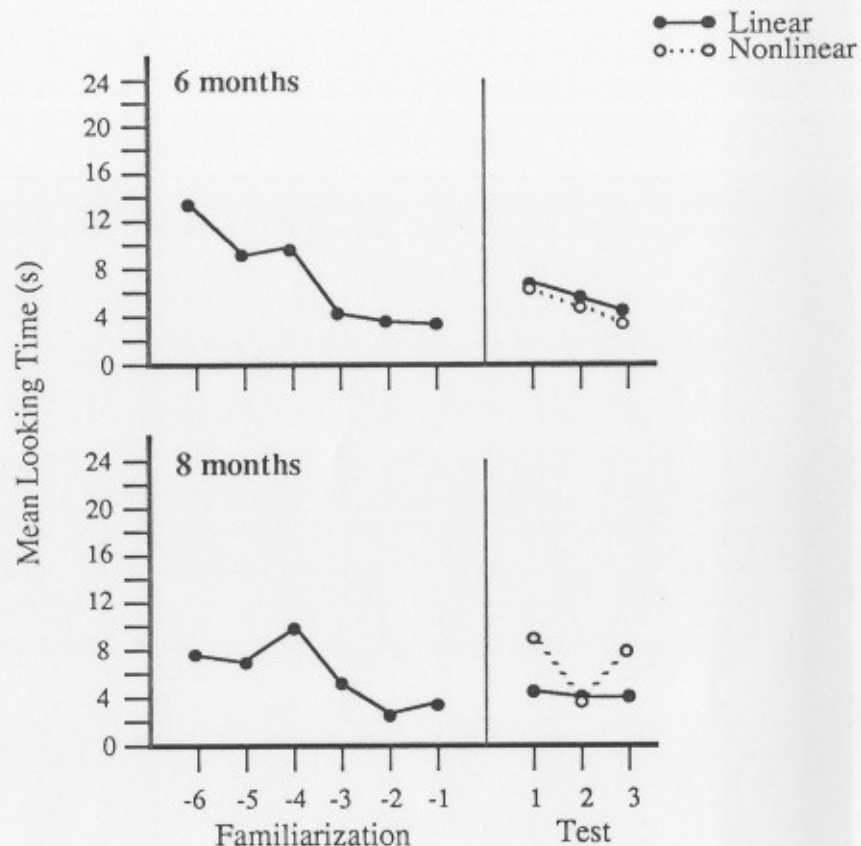 Linear
Nonlinear
6 months
24
20
16
12
8
4
0
Mean Looking Time (s)
8 months
24
20
16
12
8
4
0
-6 -5 -4 -3 -2 -1 1 2 3
Familiarization Test